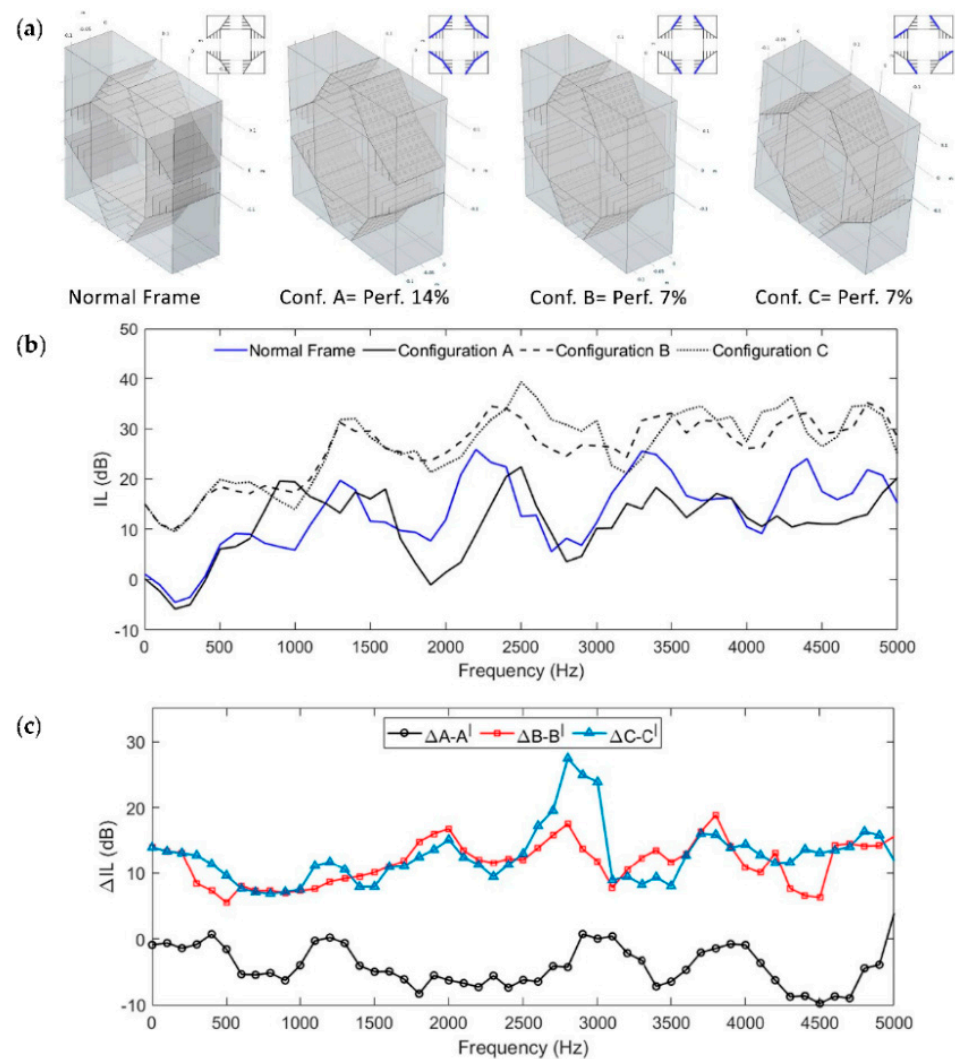 (a)
Normal Frame
Conf. A= Perf. 14%
Conf. B= Perf. 7%
Conf. C= Perf. 7%
(b)
Normal Frame
Configuration A
Configuration B
Configuration C
50
40
30
20
10
0
-10
IL (dB)
0
500
1000
1500
2000
2500
3000
3500
4000
4500
5000
Frequency (Hz)
(c)
ΔA-A^|
ΔB-B^|
ΔC-C^|
30
20
10
0
-10
ΔIL (dB)
0
500
1000
1500
2000
2500
3000
3500
4000
4500
5000
Frequency (Hz)